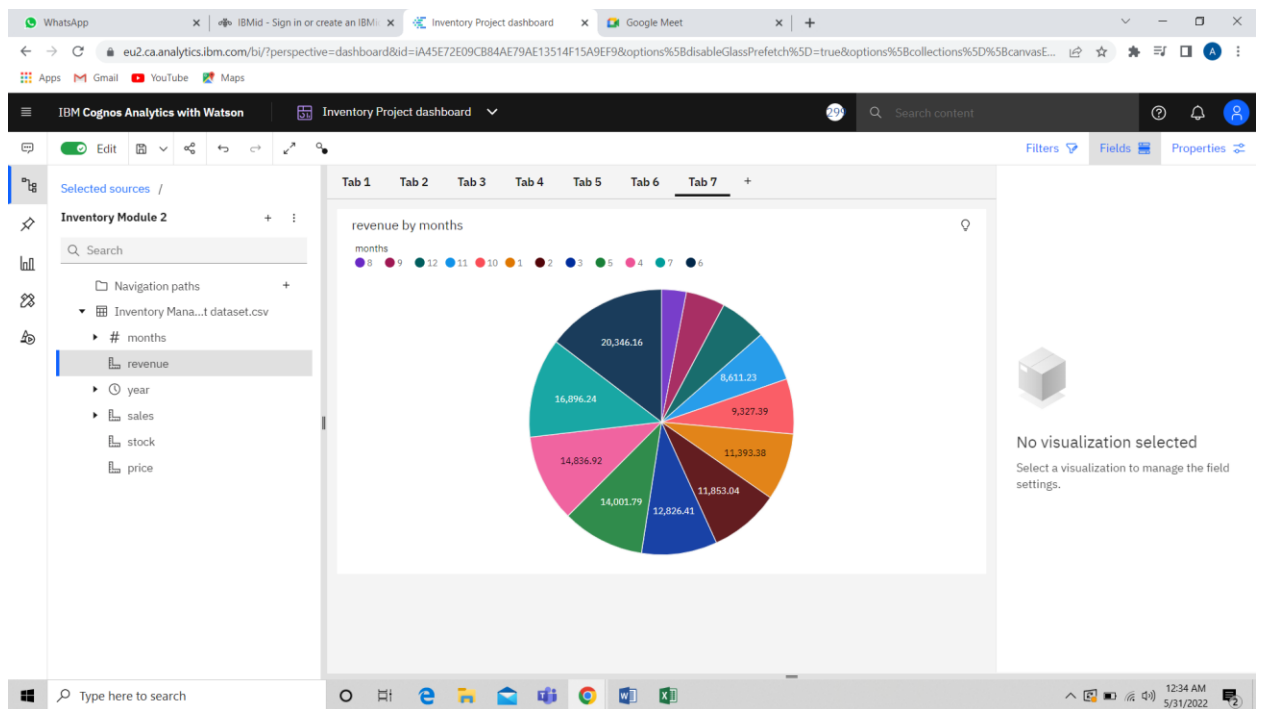 WhatsApp
IBMid - Sign in or create an IBMi
Inventory Project dashboard
Google Meet
eu2.ca.analytics.ibm.com/bi/?perspective=dashboard&id=iA45E72E09CB84AE79AE13514F15A9EF9&options%5BdisableGlassPrefetch%5D=true&options%5Bcollections%5D%5BcanvasE...
A
Apps
Gmail
YouTube
Maps
IBM Cognos Analytics with Watson
Inventory Project dashboard
Search content
Edit
Filters
Fields
Properties
Selected sources /
Inventory Module 2
Search
Navigation paths
Inventory Mana...t dataset.csv
# months
revenue
year
sales
stock
price
Tab 1 Tab 2 Tab 3 Tab 4 Tab 5 Tab 6 Tab 7 +
revenue by months
months
8 9 12 11 10 1 2 3 5 4 7 6
20,346.16
8,611.23
16,896.24
9,327.39
11,393.38
14,836.92
11,853.04
14,001.79
12,826.41
No visualization selected
Select a visualization to manage the field
settings.
Type here to search
12:34 AM
5/31/2022
2